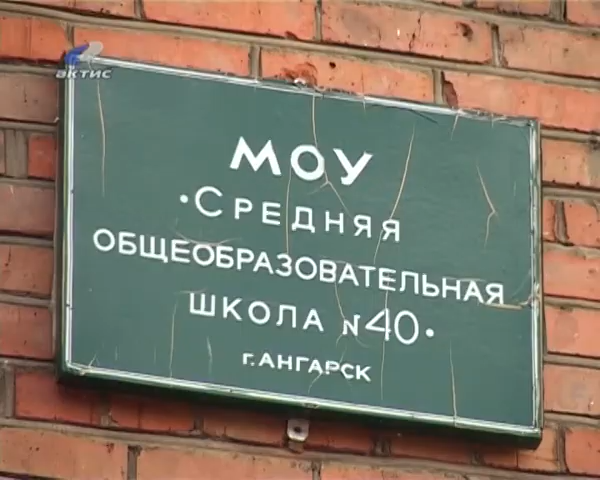 АКТИС
МОУ
•СРЕДНЯЯ
ОБЩЕОБРАЗОВАТЕЛЬНАЯ
ШКОЛА №40•
г. АНГАРСК